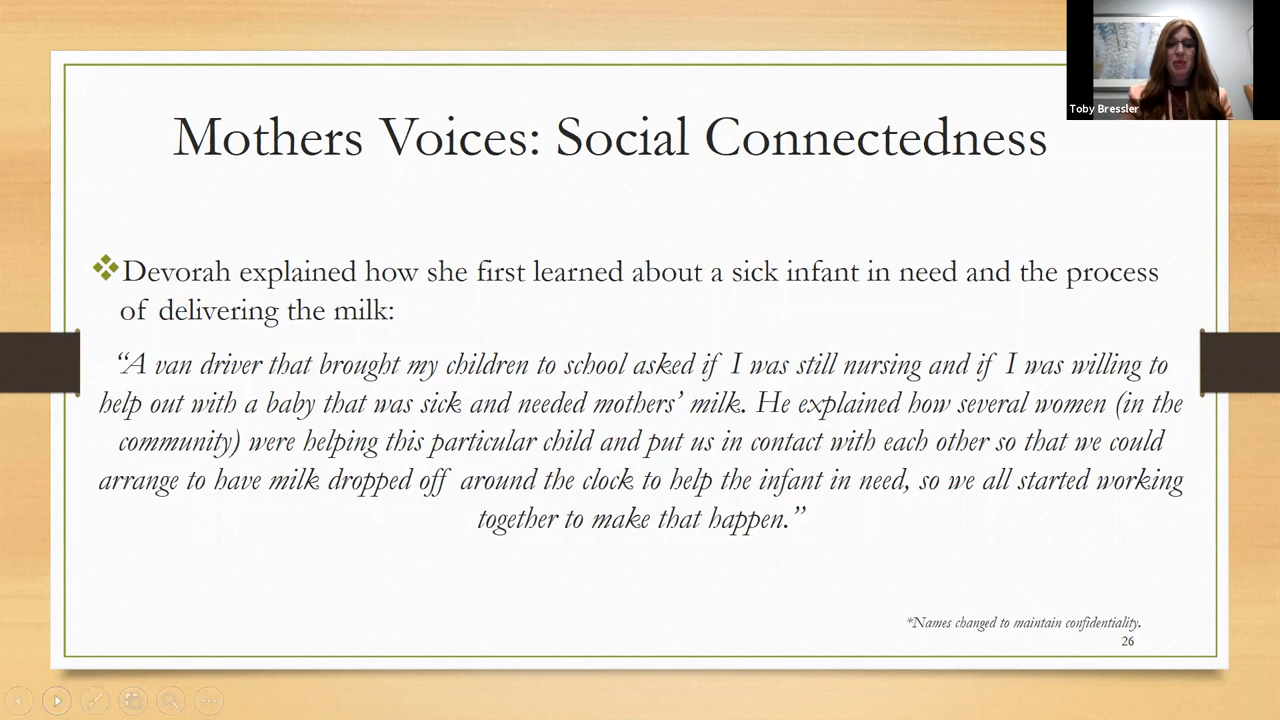 Toby Bressler
Mothers Voices: Social Connectedness
Devorah explained how she first learned about a sick infant in need and the process
of delivering the milk:
“A van driver that brought my children to school asked if I was still nursing and if I was willing to
help out with a baby that was sick and needed mothers’ milk. He explained how several women (in the
community) were helping this particular child and put us in contact with each other so that we could
arrange to have milk dropped off around the clock to help the infant in need, so we all started working
together to make that happen.”
*Names changed to maintain confidentiality.
26